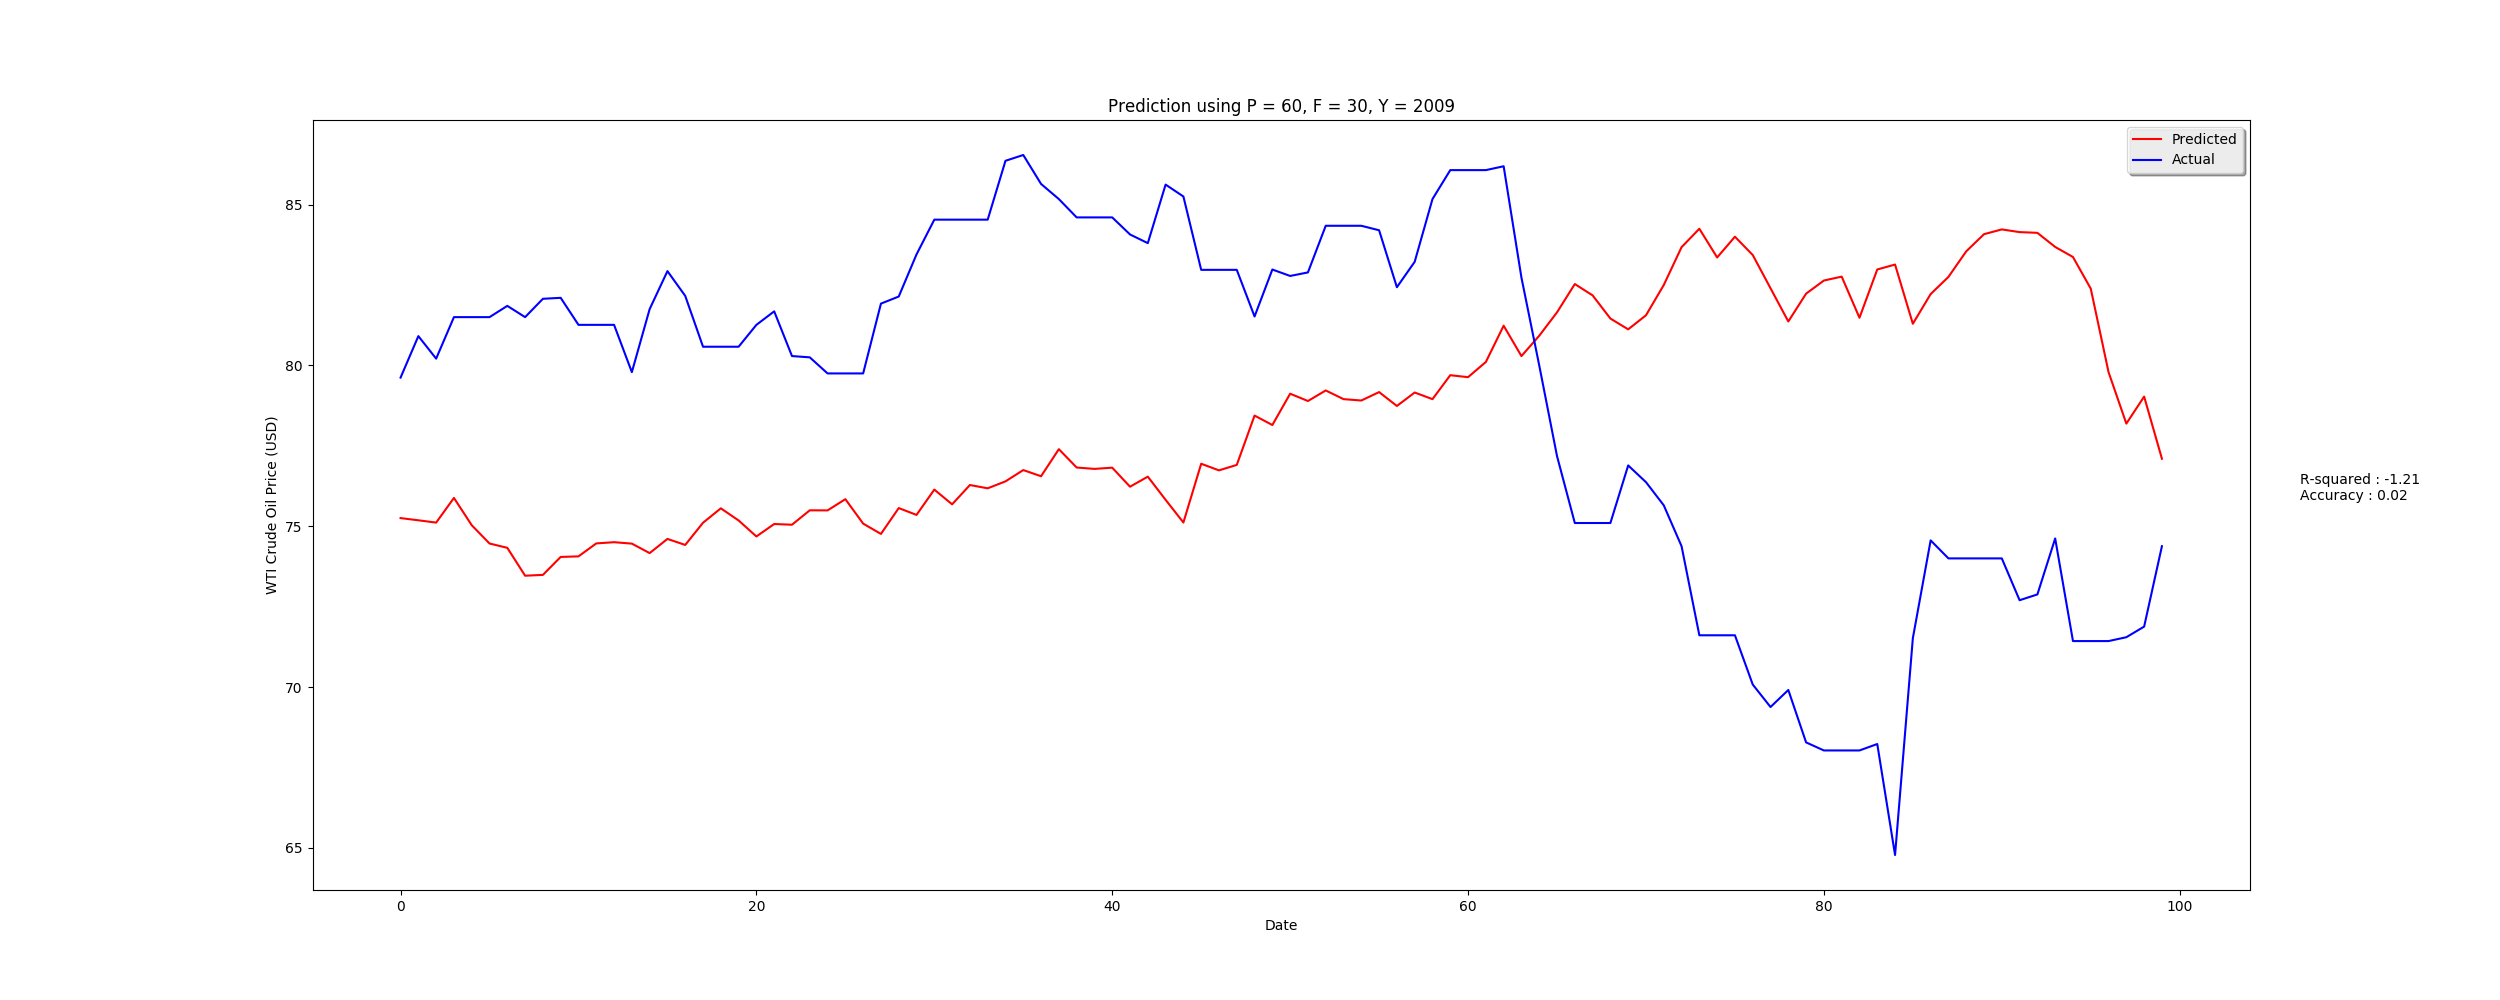 Prediction using P = 60, F = 30, Y = 2009
Predicted
Actual
85
80
75
70
65
WTI Crude Oil Price (USD)
R-squared : -1.21
Accuracy : 0.02
0 20 40 60 80 100
Date